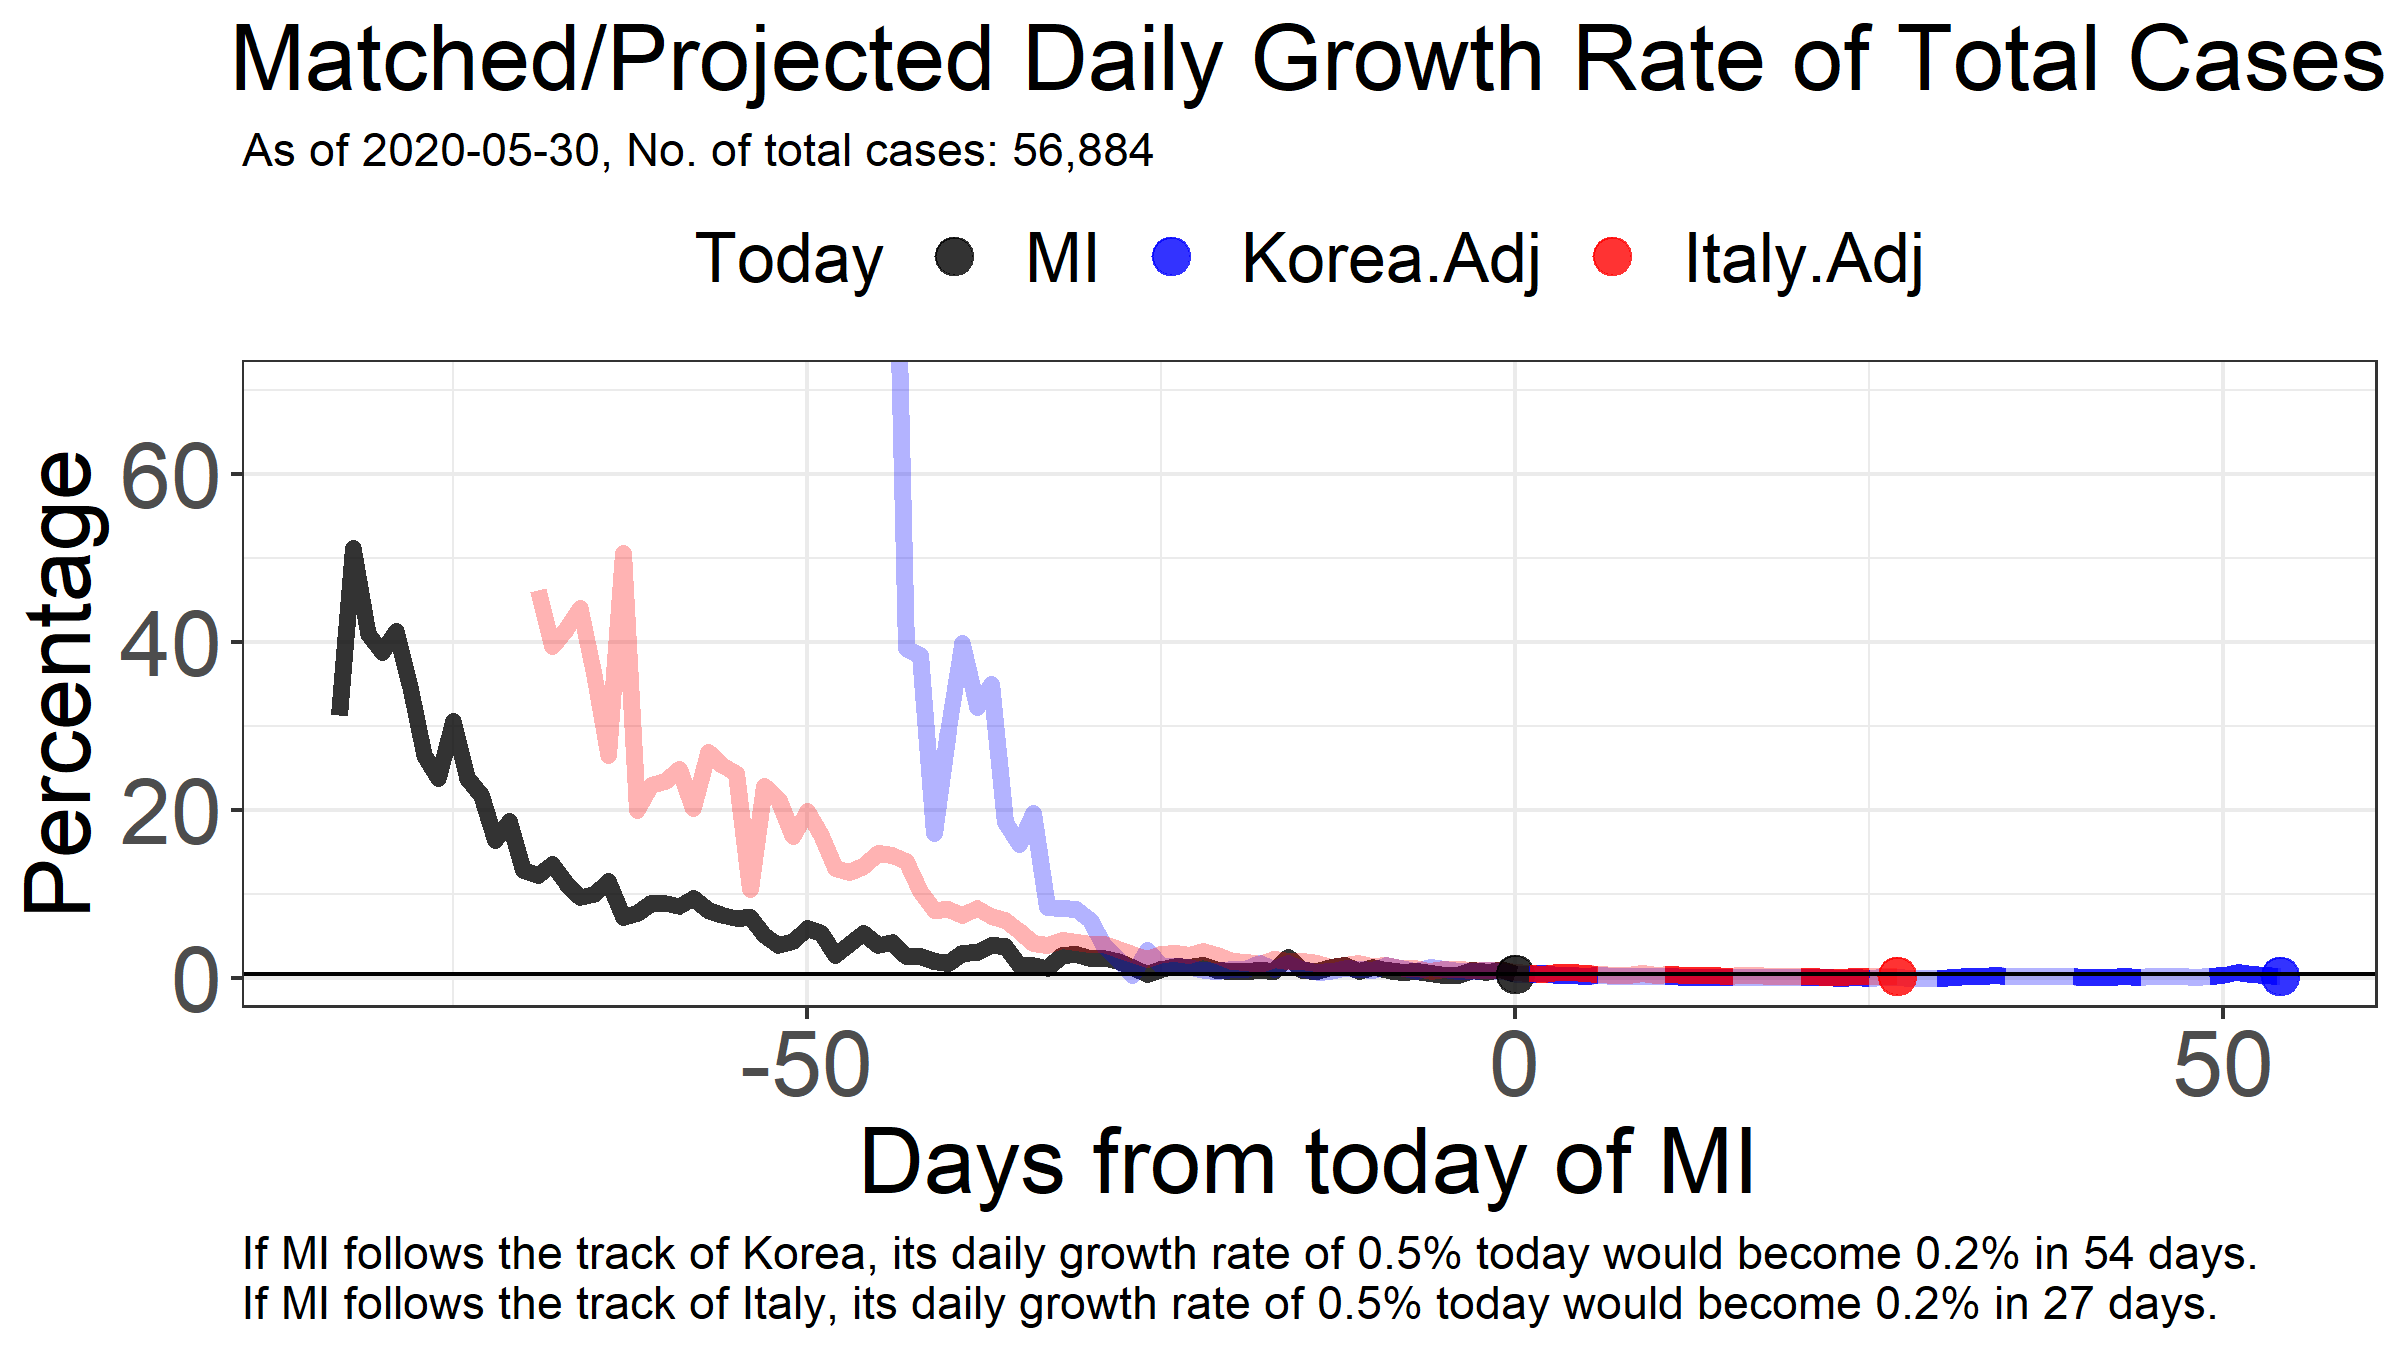 Matched/Projected Daily Growth Rate of Total Cases
As of 2020-05-30, No. of total cases: 56,884
Today MI Korea.Adj Italy.Adj
Percentage
60
40
20
0
-50 0 50
Days from today of MI
If MI follows the track of Korea, its daily growth rate of 0.5% today would become 0.2% in 54 days.
If MI follows the track of Italy, its daily growth rate of 0.5% today would become 0.2% in 27 days.